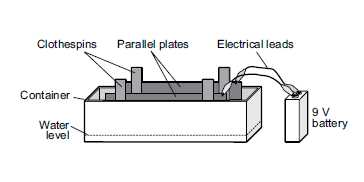 Clothespins
Parallel plates
Electrical leads
Container
Water
level
9 V
battery